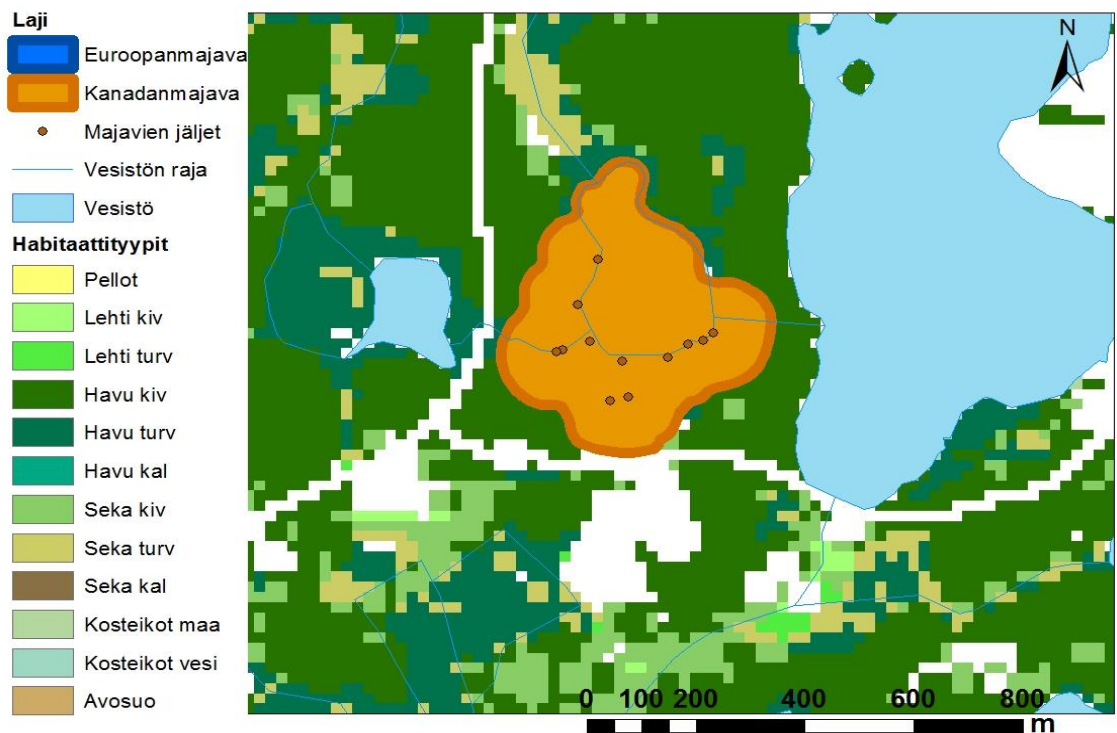 Laji
Euroopanmajava
Kanadanmajava
Majavien jäljet
Vesistön raja
Vesistö
Habitaattityypit
Pellot
Lehti kiv
Lehti turv
Havu kiv
Havu turv
Havu kal
Seka kiv
Seka turv
Seka kal
Kosteikot maa
Kosteikot vesi
Avosuo
N
0 100 200 400 600 800
m